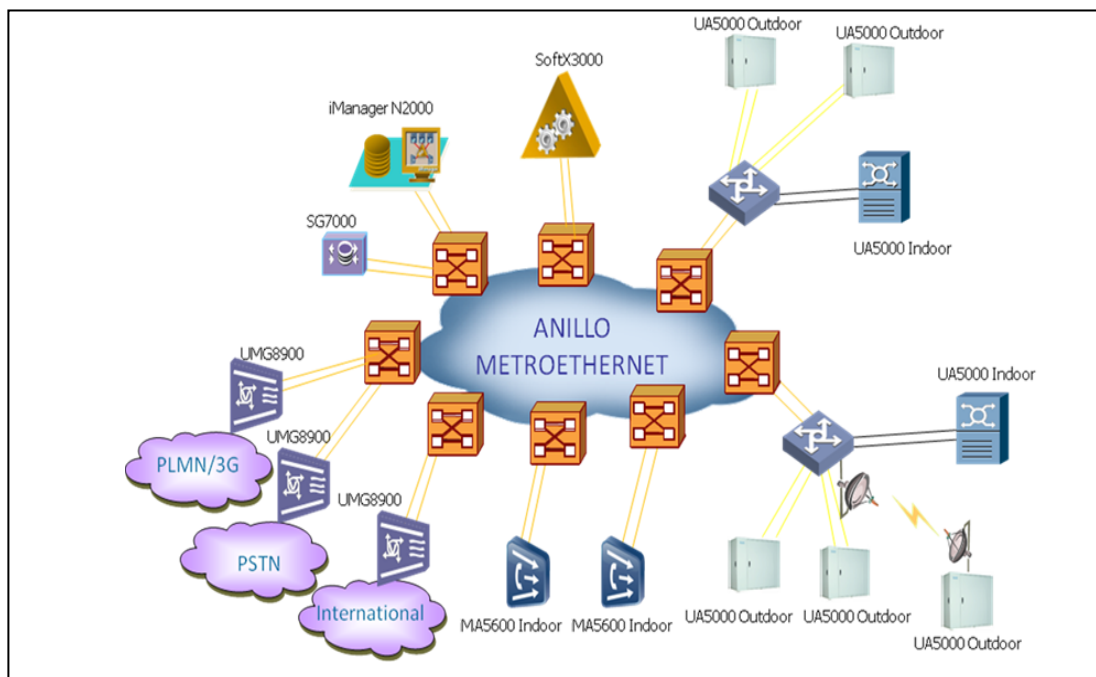 UA5000 Outdoor
UA5000 Outdoor
SoftX3000
iManager N2000
SG7000
UA5000 Indoor
ANILLO
METROETHERNET
UMG8900
UA5000 Indoor
UMG8900
PLMN/3G
UMG8900
PSTN
International
MA5600 Indoor
MA5600 Indoor
UA5000 Outdoor
UA5000 Outdoor
UA5000 Outdoor